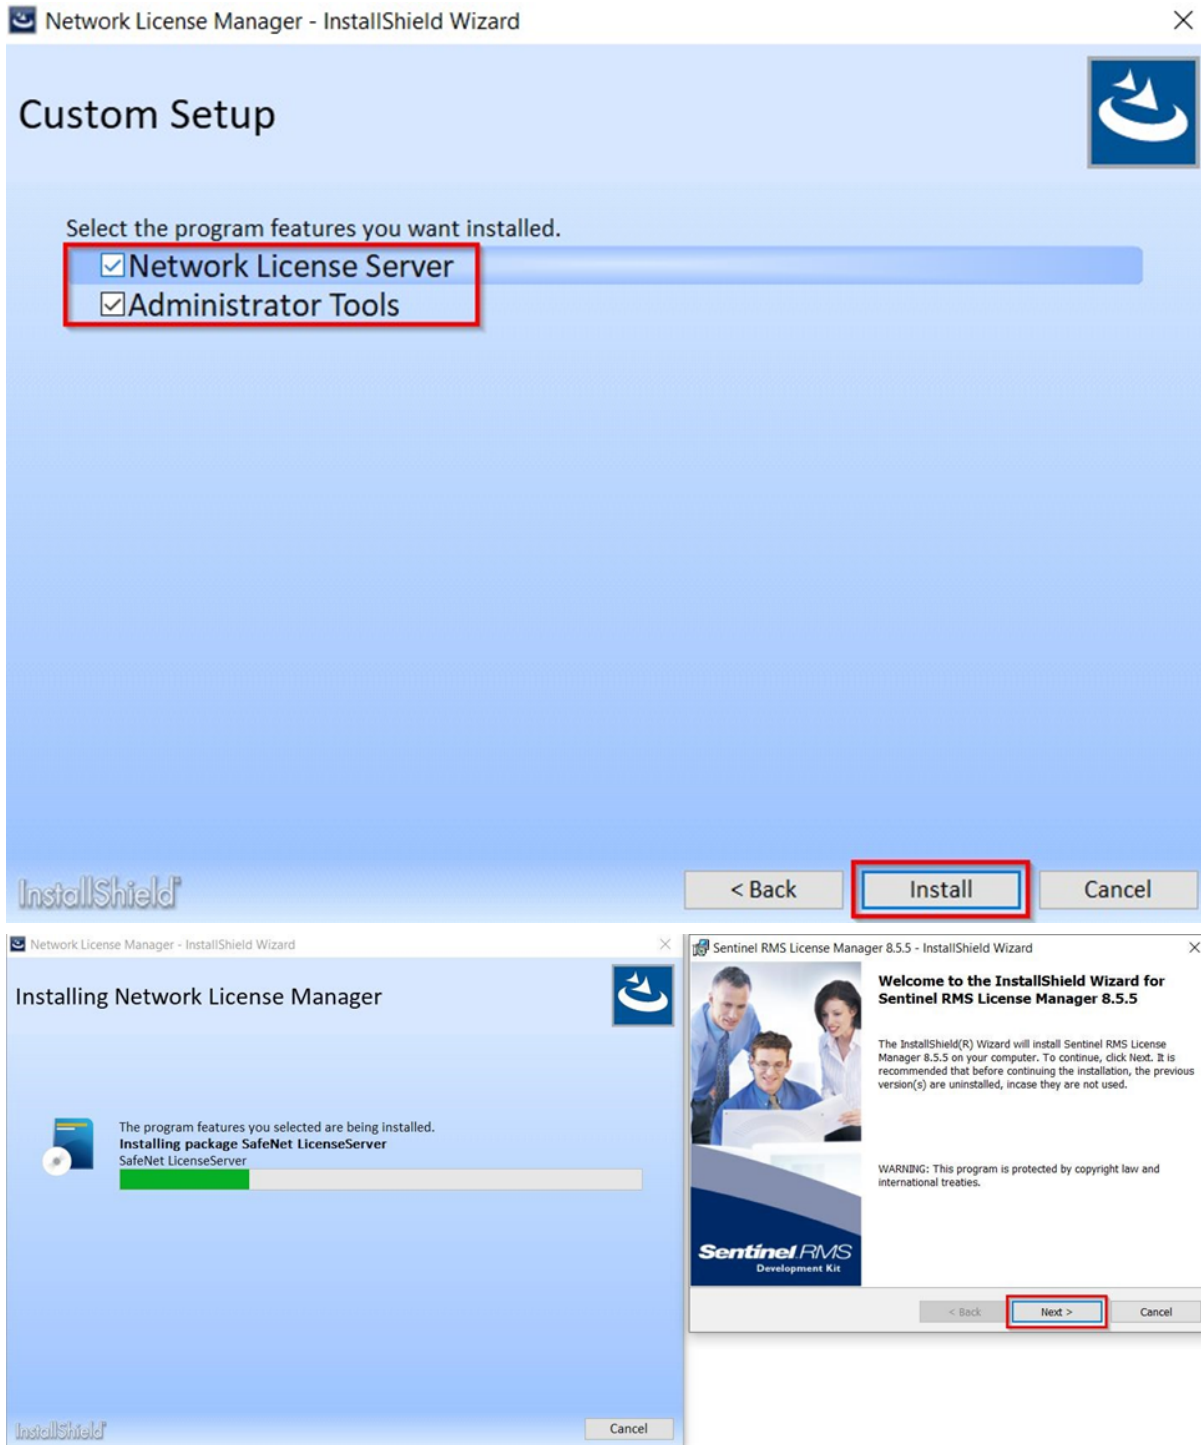 Network License Manager - InstallShield Wizard
Custom Setup
Select the program features you want installed.
Network License Server
Administrator Tools
InstallShield
< Back
Install
Cancel
Network License Manager - InstallShield Wizard
Installing Network License Manager
The program features you selected are being installed.
Installing package SafeNet LicenseServer
SafeNet LicenseServer
InstallShield
Cancel
Sentinel RMS License Manager 8.5.5 - InstallShield Wizard
Welcome to the InstallShield Wizard for
Sentinel RMS License Manager 8.5.5
The InstallShield(R) Wizard will install Sentinel RMS License
Manager 8.5.5 on your computer. To continue, click Next. It is
recommended that before continuing the installation, the previous
version(s) are uninstalled, incase they are not used.
WARNING: This program is protected by copyright law and
international treaties.
Sentinel RMS
Development Kit
< Back
Next >
Cancel